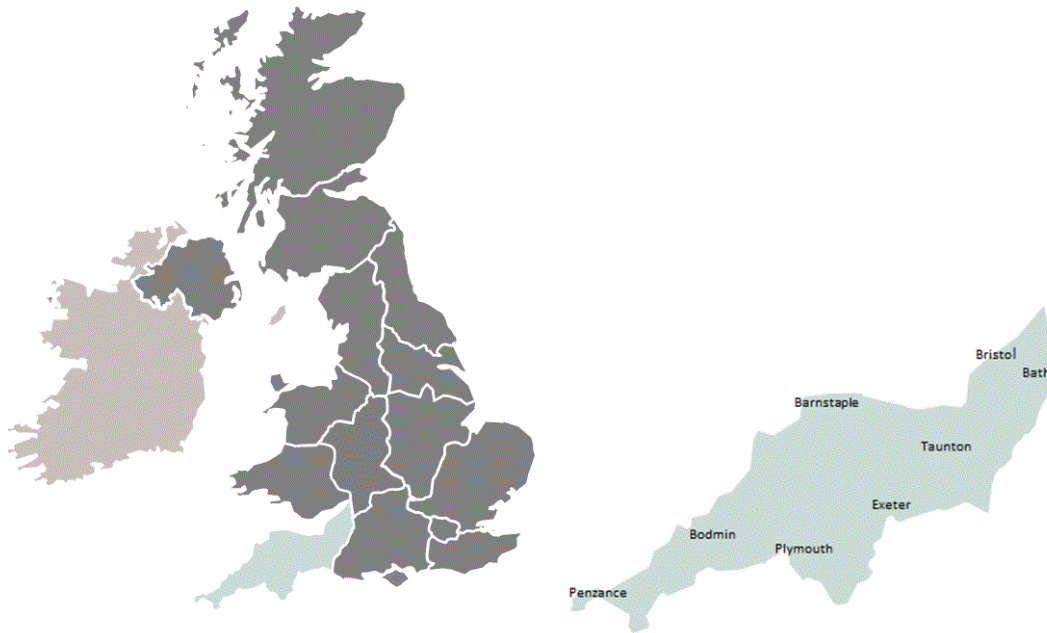 Bristol
Bath
Barnstaple
Taunton
Exeter
Bodmin
Plymouth
Penzance